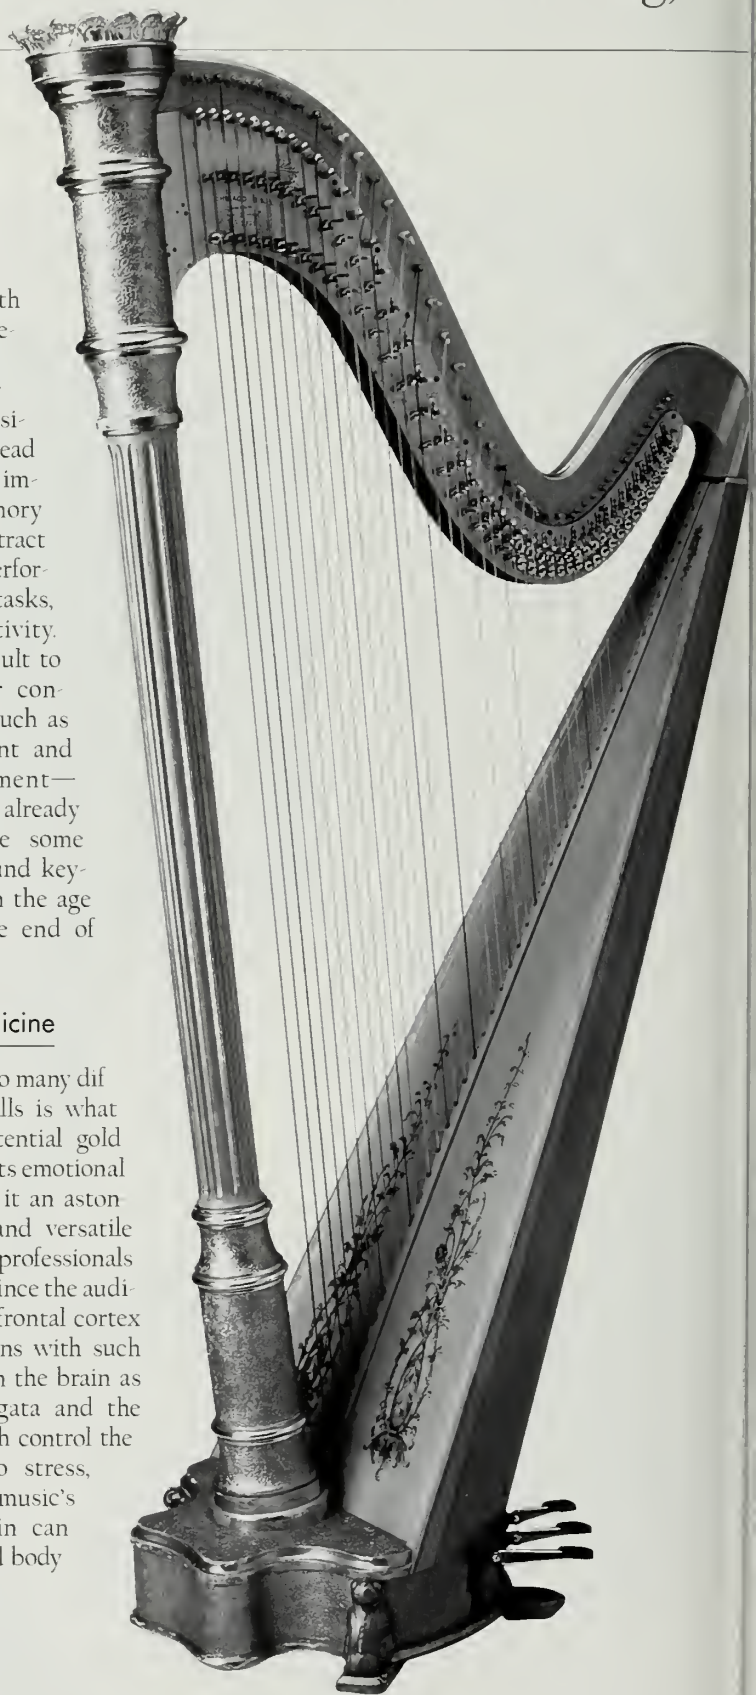 g,
th
e-
-
si-
ead
im-
nory
tract
erfor-
tasks,
tivity.
ult to
r con-
uch as
nt and
ment—
already
e some
and key-
n the age
e end of
icine
o many dif
lls is what
tential gold
ts emotional
it an aston-
and versatile
professionals
ince the audi-
frontal cortex
ns with such
n the brain as
gata and the
h control the
o stress,
music's
in can
d body